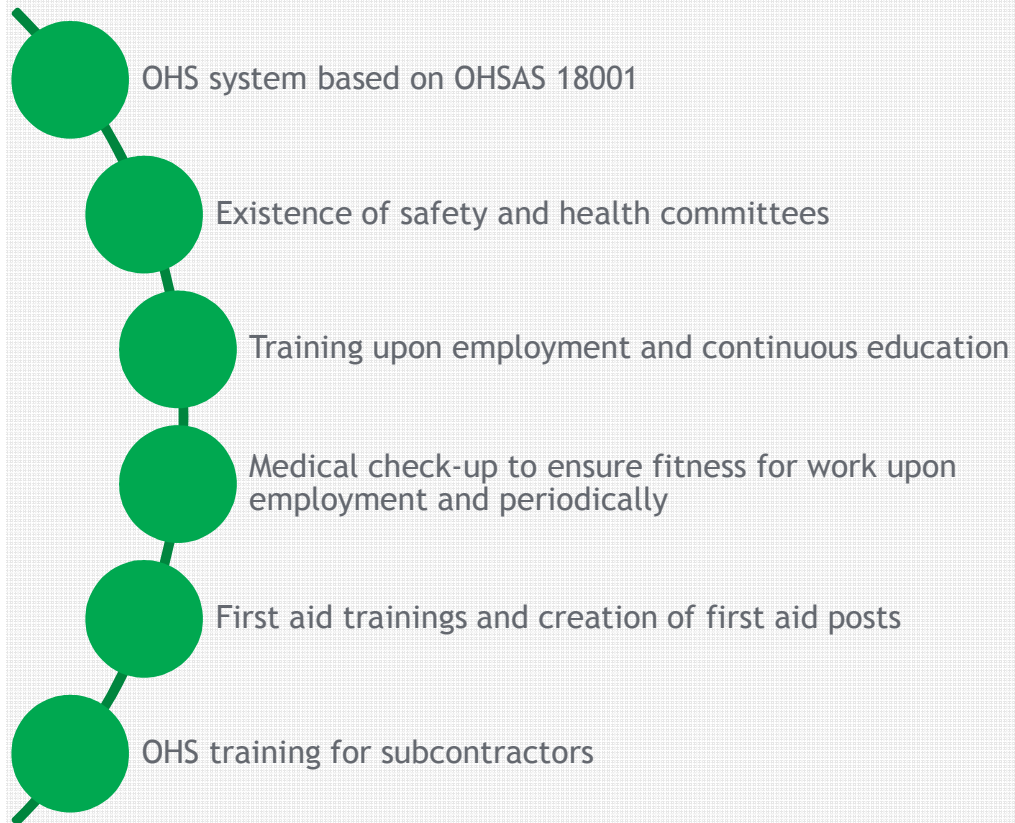 OHS system based on OHSAS 18001
Existence of safety and health committees
Training upon employment and continuous education
Medical check-up to ensure fitness for work upon
employment and periodically
First aid trainings and creation of first aid posts
OHS training for subcontractors